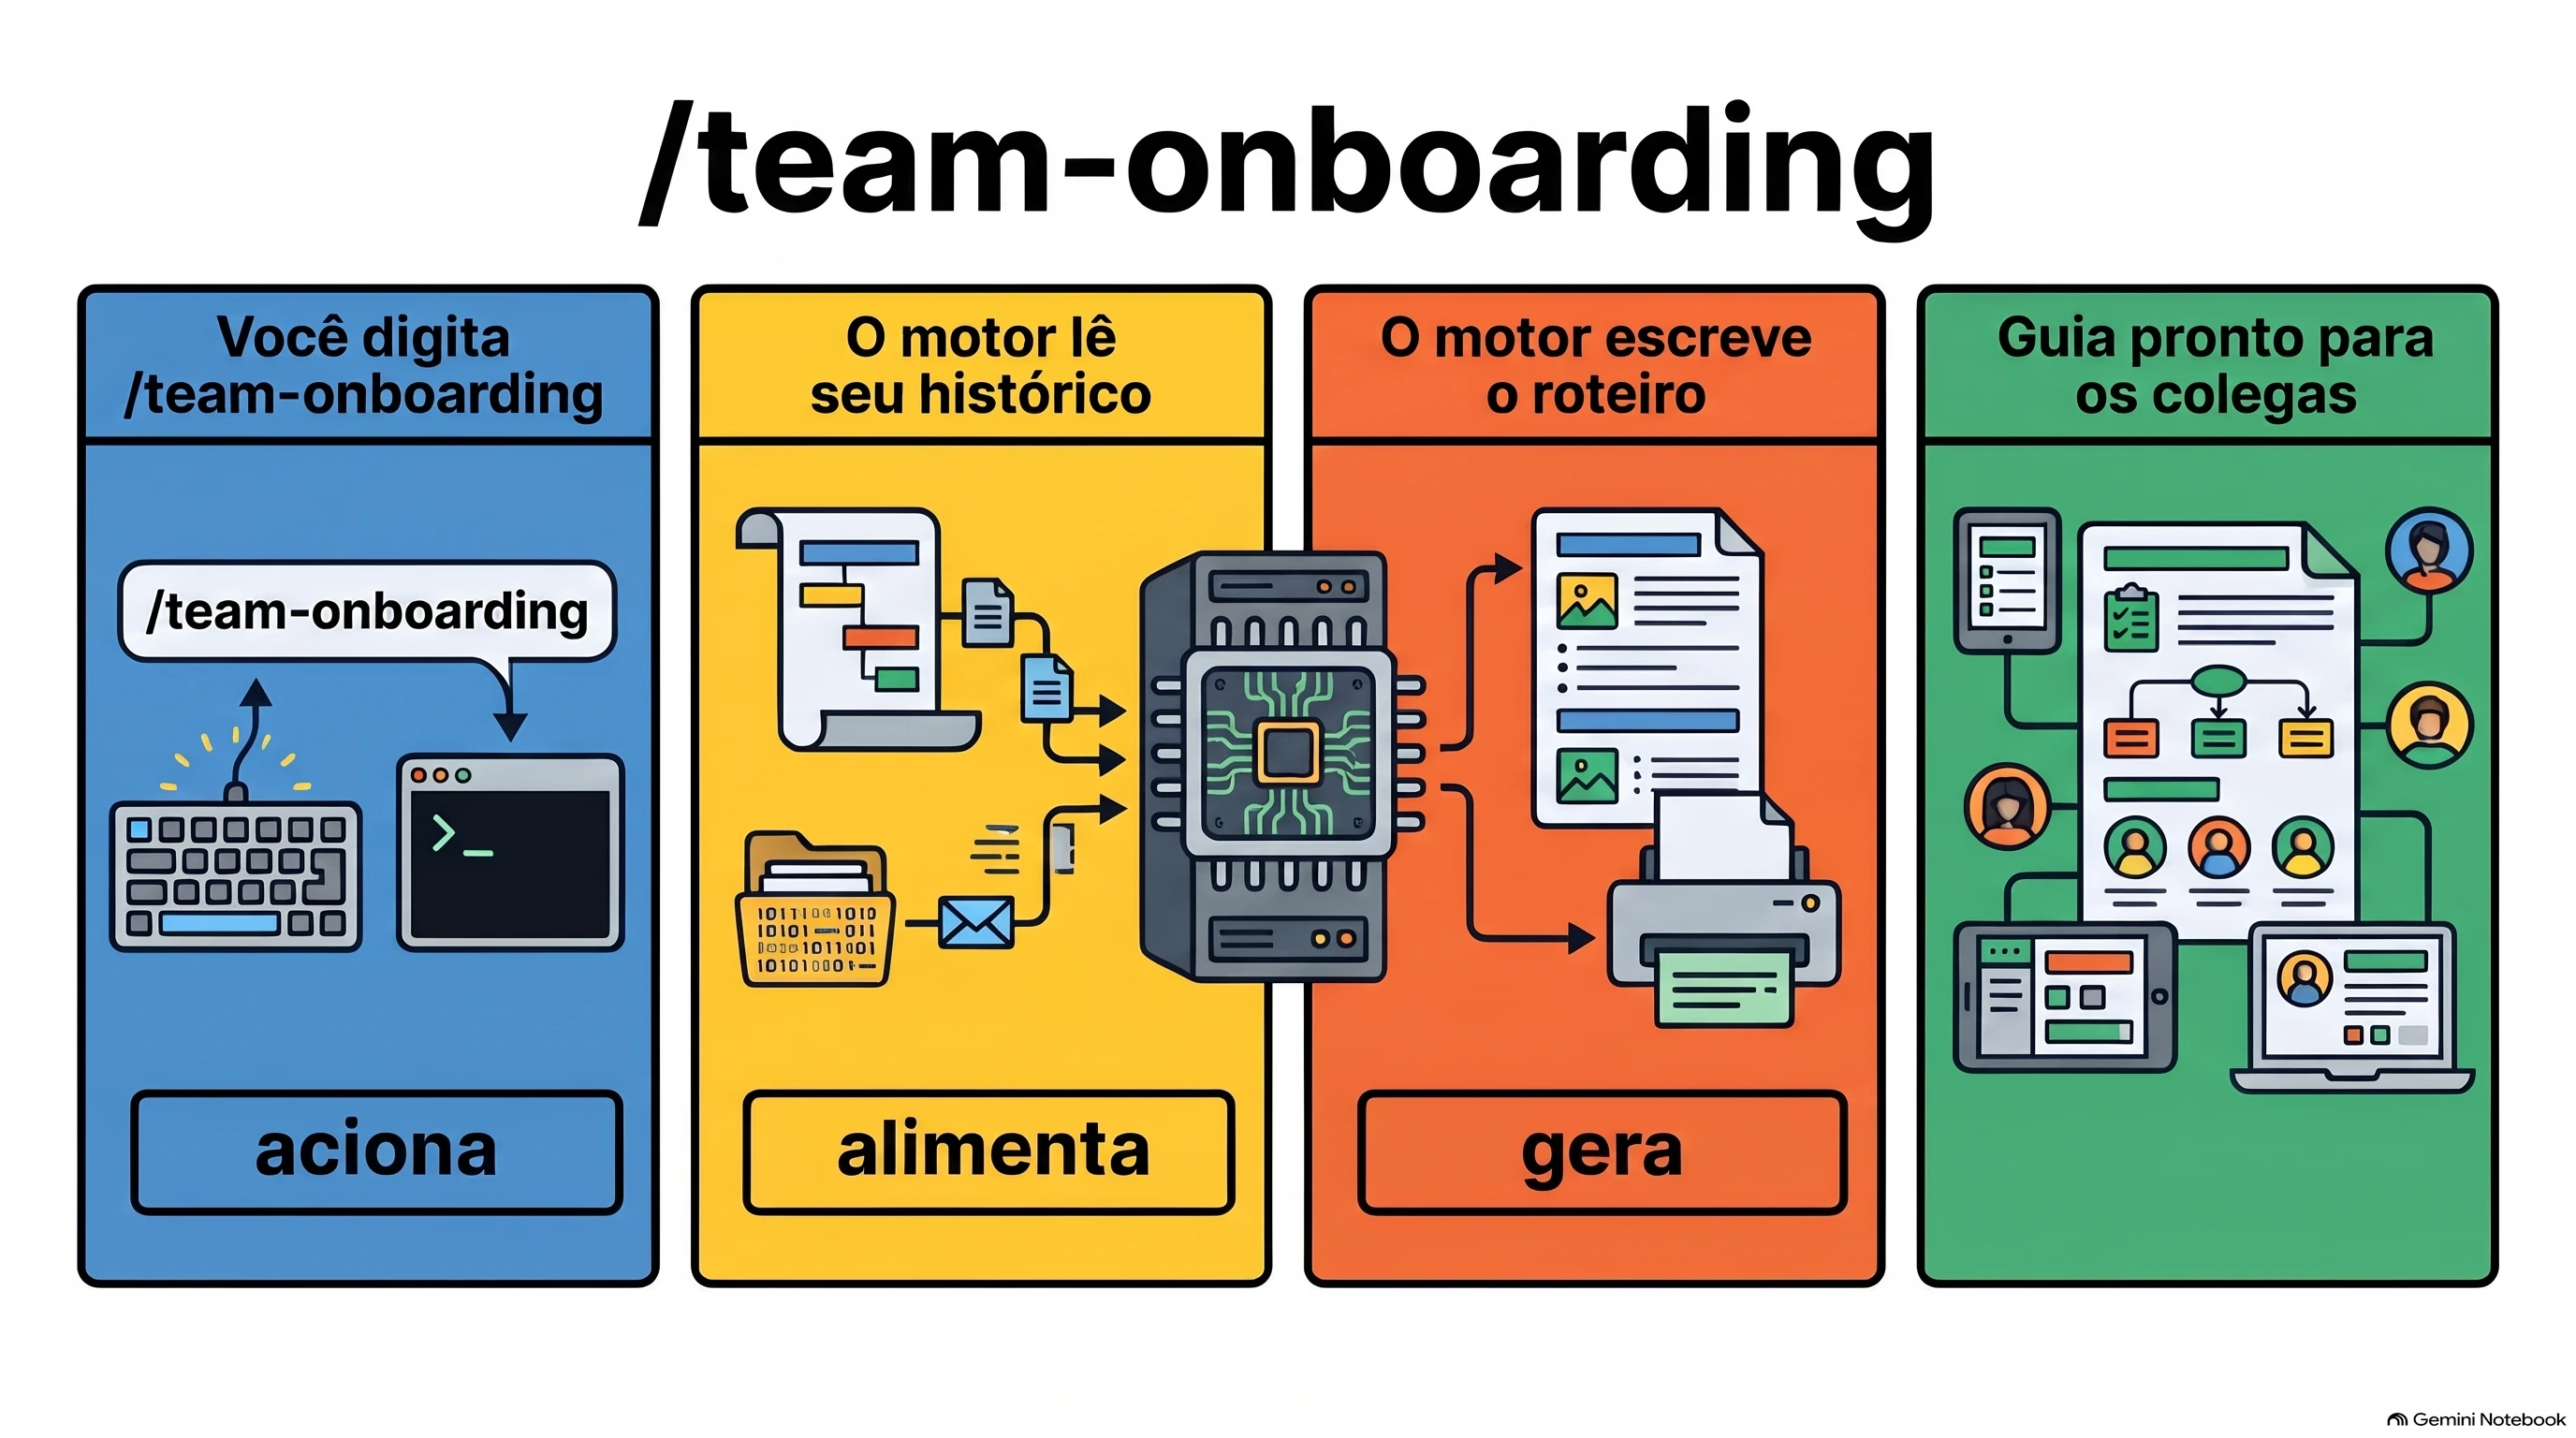 /team-onboarding
Você digita
/team-onboarding
O motor lê
seu histórico
O motor escreve
o roteiro
Guia pronto para
os colegas
/team-onboarding
aciona
alimenta
gera
Gemini Notebook